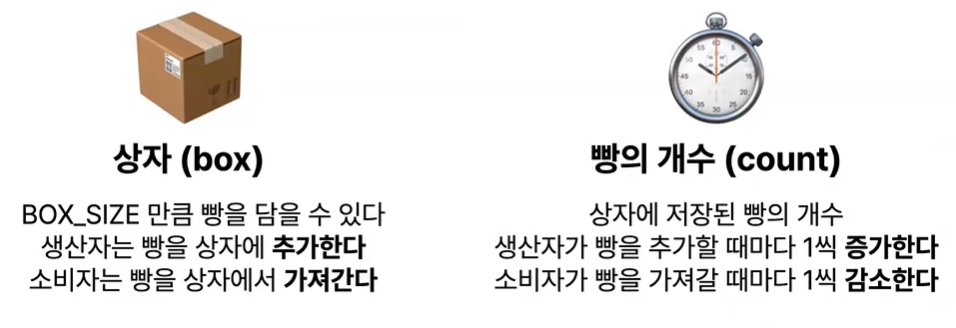 상자 (box)
BOX_SIZE 만큼 빵을 담을 수 있다
생산자는 빵을 상자에 추가한다
소비자는 빵을 상자에서 가져간다
빵의 개수 (count)
상자에 저장된 빵의 개수
생산자가 빵을 추가할 때마다 1씩 증가한다
소비자가 빵을 가져갈 때마다 1씩 감소한다